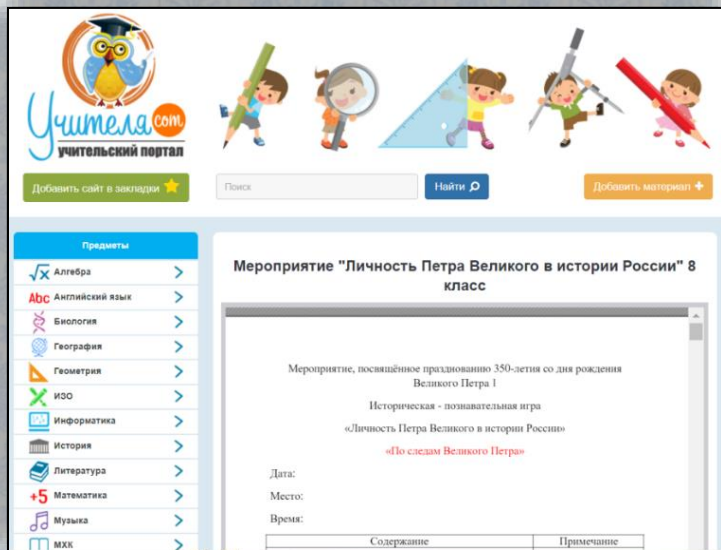 Учителя.com
учительский портал
Добавить сайт в закладки
Поиск
Найти
Добавить материал
Предметы
√x Алгебра
Abc Английский язык
Биология
География
Геометрия
ИЗО
Информатика
История
Литература
+5 Математика
Музыка
МХК
Мероприятие "Личность Петра Великого в истории России" 8
класс
Мероприятие, посвящённое празднованию 350-летия со дня рождения
Великого Петра 1
Историческая - познавательная игра
«Личность Петра Великого в истории России»
«По следам Великого Петра»
Дата:
Место:
Время:
Содержание Примечание